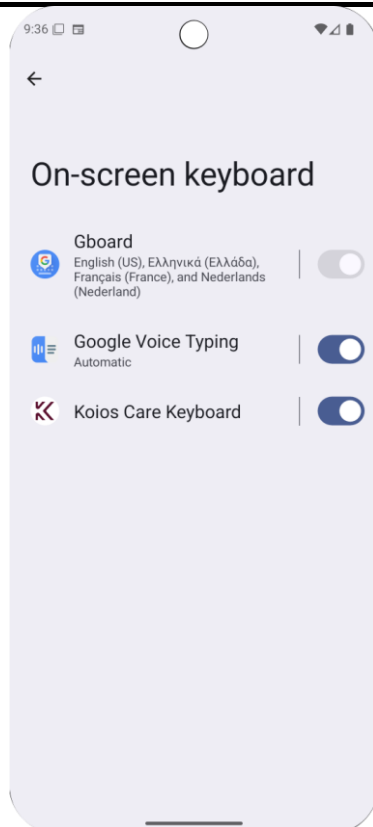 9:36
On-screen keyboard
Gboard
English (US), Ελληνικά (Ελλάδα),
Français (France), and Nederlands
(Nederland)
Google Voice Typing
Automatic
Koios Care Keyboard